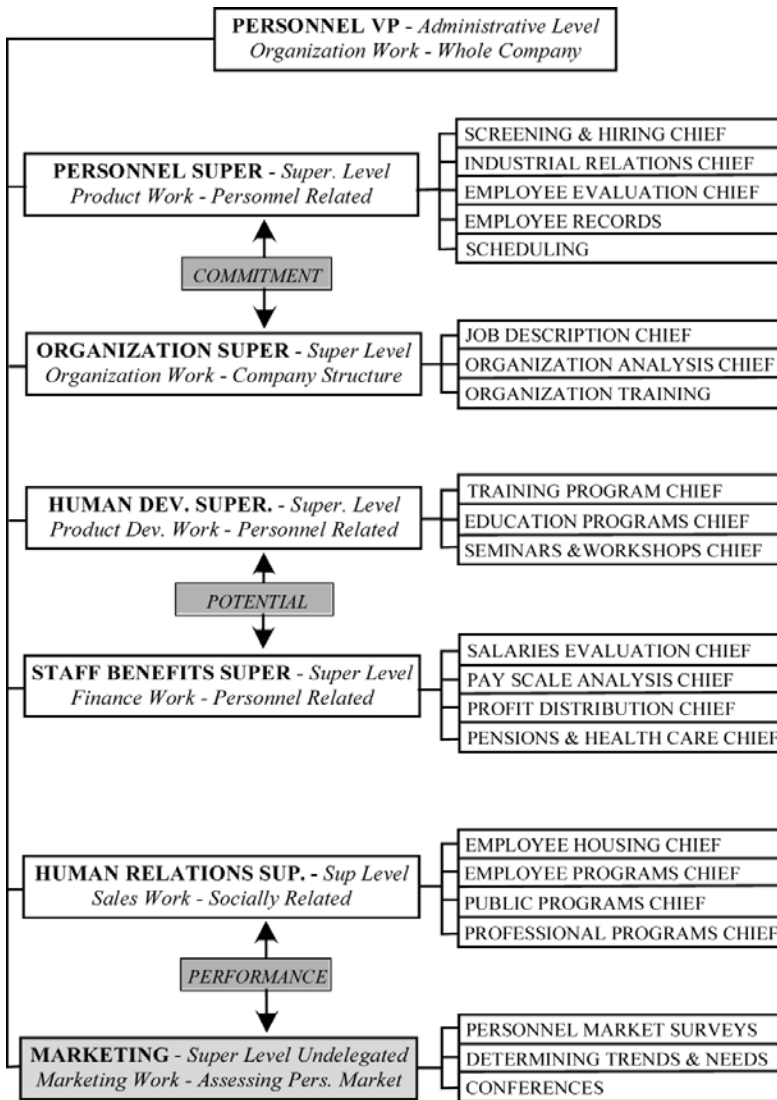 PERSONNEL VP - Administrative Level
Organization Work - Whole Company
PERSONNEL SUPER - Super. Level
Product Work - Personnel Related
SCREENING & HIRING CHIEF
INDUSTRIAL RELATIONS CHIEF
EMPLOYEE EVALUATION CHIEF
EMPLOYEE RECORDS
SCHEDULING
COMMITMENT
ORGANIZATION SUPER - Super Level
Organization Work - Company Structure
JOB DESCRIPTION CHIEF
ORGANIZATION ANALYSIS CHIEF
ORGANIZATION TRAINING
HUMAN DEV. SUPER. - Super. Level
Product Dev. Work - Personnel Related
TRAINING PROGRAM CHIEF
EDUCATION PROGRAMS CHIEF
SEMINARS &WORKSHOPS CHIEF
POTENTIAL
STAFF BENEFITS SUPER - Super Level
Finance Work - Personnel Related
SALARIES EVALUATION CHIEF
PAY SCALE ANALYSIS CHIEF
PROFIT DISTRIBUTION CHIEF
PENSIONS & HEALTH CARE CHIEF
HUMAN RELATIONS SUP. - Sup Level
Sales Work - Socially Related
EMPLOYEE HOUSING CHIEF
EMPLOYEE PROGRAMS CHIEF
PUBLIC PROGRAMS CHIEF
PROFESSIONAL PROGRAMS CHIEF
PERFORMANCE
MARKETING - Super Level Undelegated
Marketing Work - Assessing Pers. Market
PERSONNEL MARKET SURVEYS
DETERMINING TRENDS & NEEDS
CONFERENCES